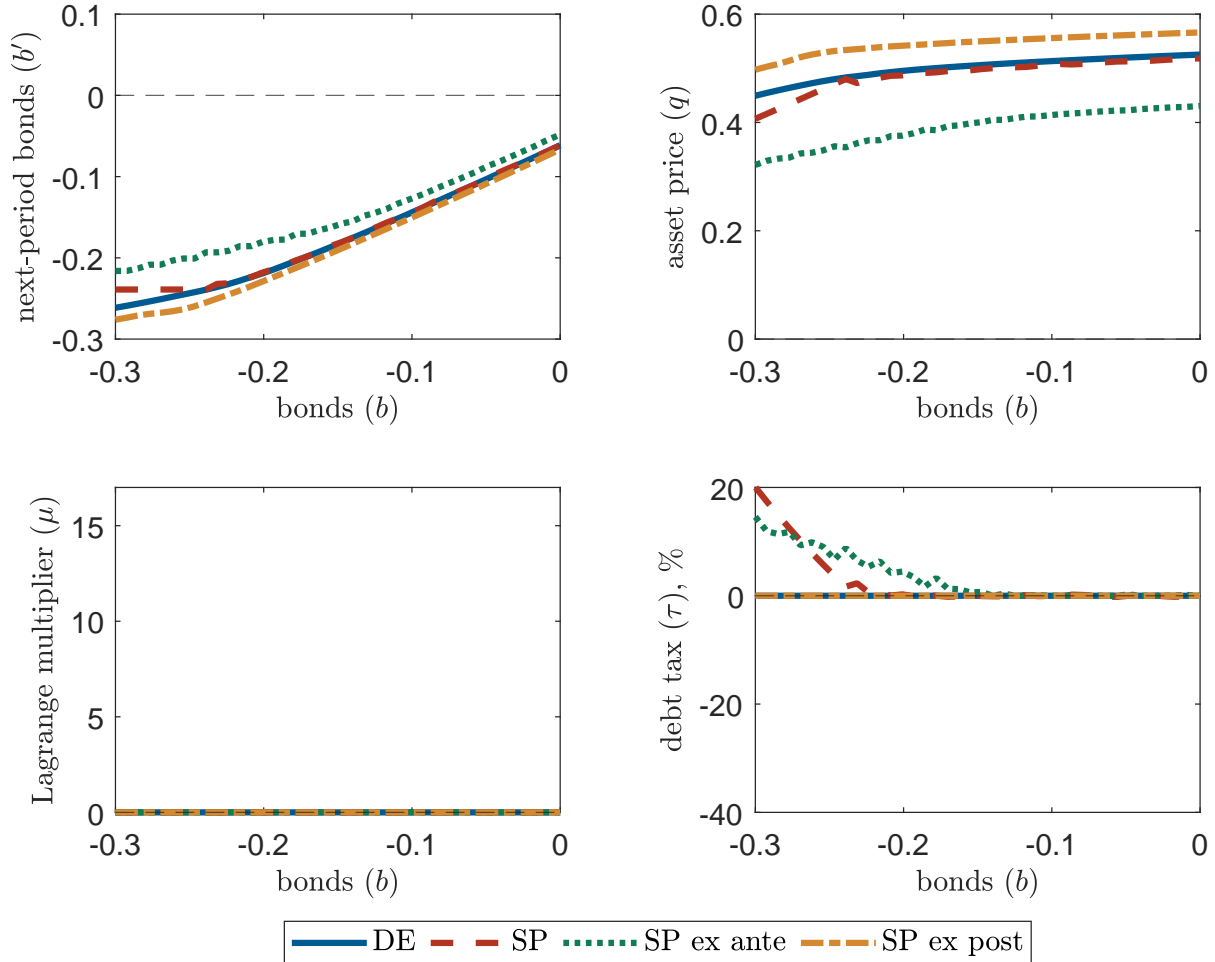 0.1
0
-0.1
-0.2
-0.3
next-period bonds (b′)
-0.3 -0.2 -0.1 0
bonds (b)
0.6
0.4
0.2
0
asset price (q)
-0.3 -0.2 -0.1 0
bonds (b)
15
10
5
0
Lagrange multiplier (μ)
-0.3 -0.2 -0.1 0
bonds (b)
20
0
-20
-40
debt tax (τ), %
-0.3 -0.2 -0.1 0
bonds (b)
DE SP SP ex ante SP ex post